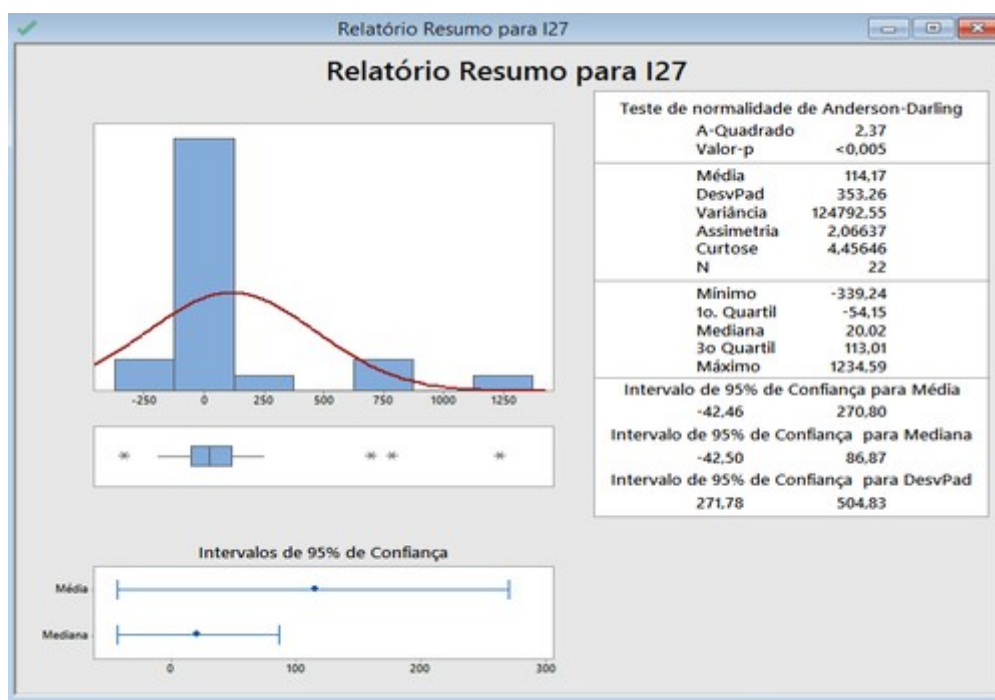 Relatório Resumo para I27
Relatório Resumo para I27
-250 0 250 500 750 1000 1250
Intervalos de 95% de Confiança
Média
Mediana
0 100 200 300
Teste de normalidade de Anderson-Darling
A-Quadrado 2,37
Valor-p <0,005
Média 114,17
DesvPad 353,26
Variância 124792,55
Assimetria 2,06637
Curtose 4,45646
N 22
Mínimo -339,24
1o. Quartil -54,15
Mediana 20,02
3o Quartil 113,01
Máximo 1234,59
Intervalo de 95% de Confiança para Média
-42,46 270,80
Intervalo de 95% de Confiança para Mediana
-42,50 86,87
Intervalo de 95% de Confiança para DesvPad
271,78 504,83